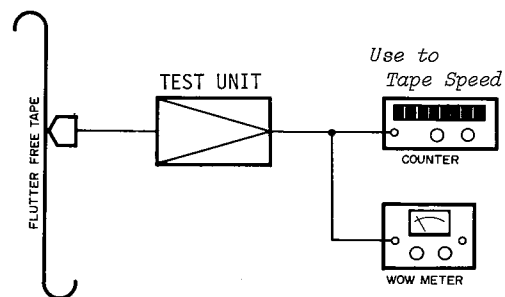 FLUTTER FREE TAPE
TEST UNIT
Use to
Tape Speed
COUNTER
WOW METER